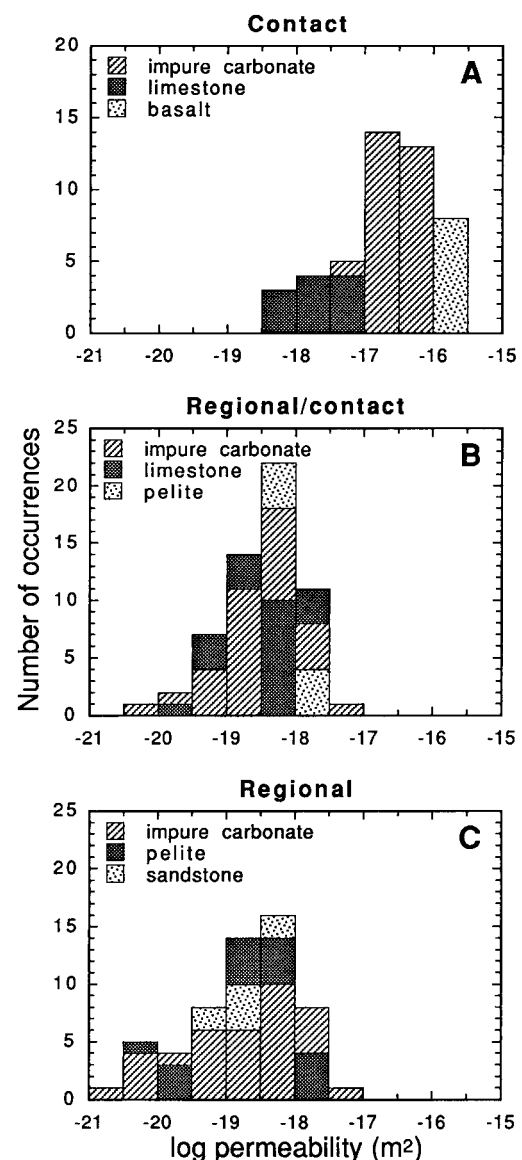 Contact
20
15
10
5
0
A
impure carbonate
limestone
basalt
-21 -20 -19 -18 -17 -16 -15
Regional/contact
25
20
15
10
5
0
B
impure carbonate
limestone
pelite
Number of occurrences
-21 -20 -19 -18 -17 -16 -15
Regional
25
20
15
10
5
0
C
impure carbonate
pelite
sandstone
-21 -20 -19 -18 -17 -16 -15
log permeability (m2)